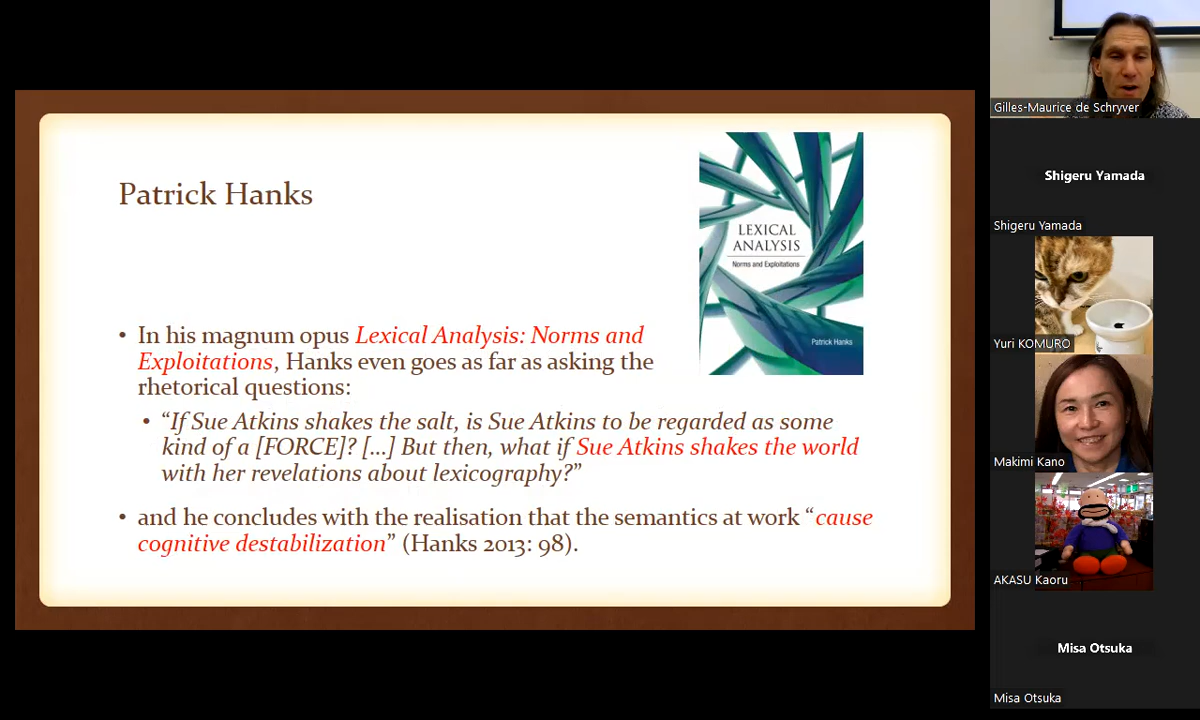 Patrick Hanks
LEXICAL
ANALYSIS
Norms and Exploitations
Patrick Hanks
• In his magnum opus Lexical Analysis: Norms and
Exploitations, Hanks even goes as far as asking the
rhetorical questions:
• “If Sue Atkins shakes the salt, is Sue Atkins to be regarded as some
kind of a [FORCE]? [...] But then, what if Sue Atkins shakes the world
with her revelations about lexicography?”
• and he concludes with the realisation that the semantics at work “cause
cognitive destabilization” (Hanks 2013: 98).
Gilles-Maurice de Schryver
Shigeru Yamada
Shigeru Yamada
Yuri KOMURO
Makimi Kano
AKASU Kaoru
Misa Otsuka
Misa Otsuka